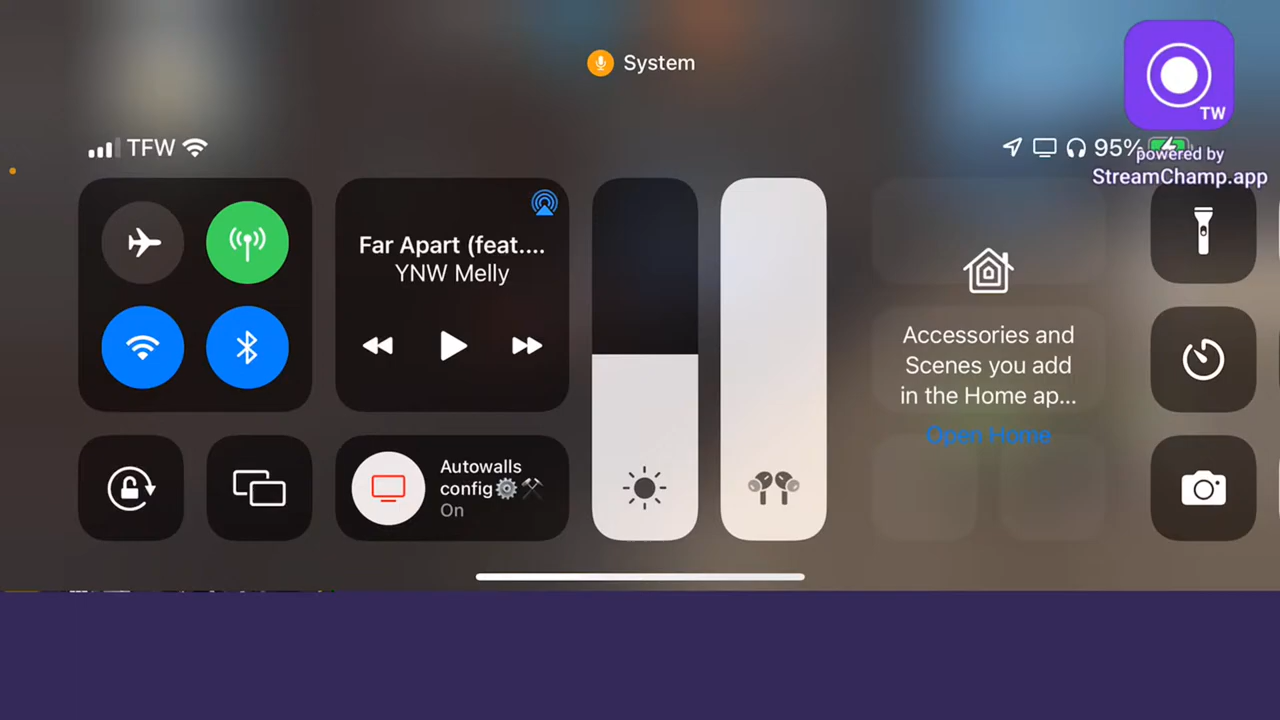 System
TW
TFW
95%
powered by
StreamChamp.app
Far Apart (feat....
YNW Melly
Accessories and
Scenes you add
in the Home ap...
Open Home
Autowalls
config⚙️⚒️
On